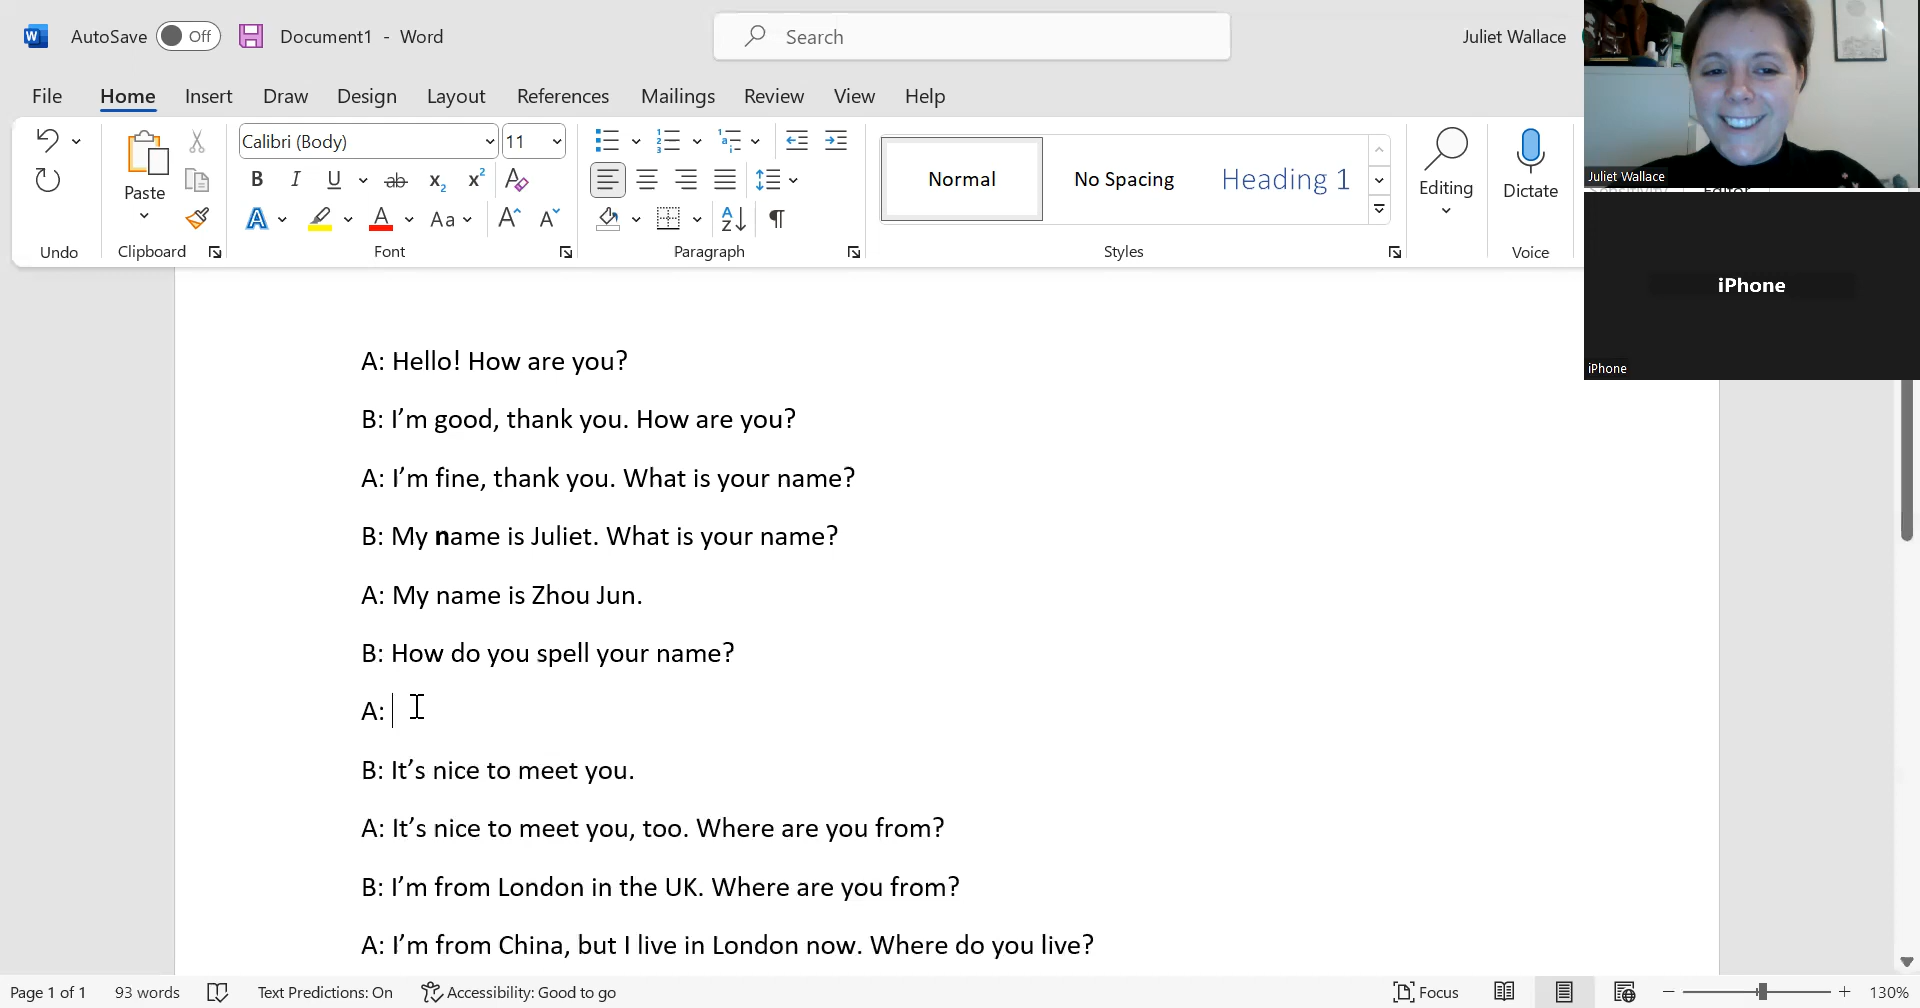 AutoSave Off Document1 - Word Search Juliet Wallace
File Home Insert Draw Design Layout References Mailings Review View Help
Calibri (Body) 11
Paste Normal No Spacing Heading 1 Editing Dictate
Undo Clipboard Font Paragraph Styles Voice
Juliet Wallace
iPhone
iPhone
A: Hello! How are you?
B: I’m good, thank you. How are you?
A: I’m fine, thank you. What is your name?
B: My name is Juliet. What is your name?
A: My name is Zhou Jun.
B: How do you spell your name?
A:
B: It’s nice to meet you.
A: It’s nice to meet you, too. Where are you from?
B: I’m from London in the UK. Where are you from?
A: I’m from China, but I live in London now. Where do you live?
Page 1 of 1 93 words Text Predictions: On Accessibility: Good to go Focus 130%